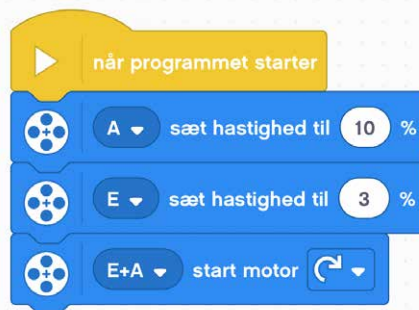 når programmet starter
A sæt hastighed til 10 %
E sæt hastighed til 3 %
E+A start motor